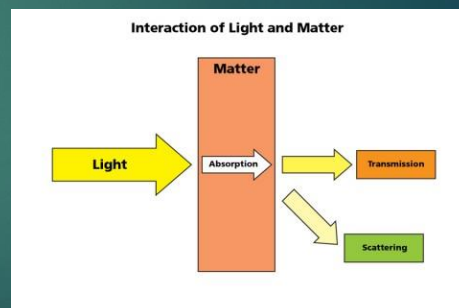 Interaction of Light and Matter
Matter
Light
Absorption
Transmission
Scattering